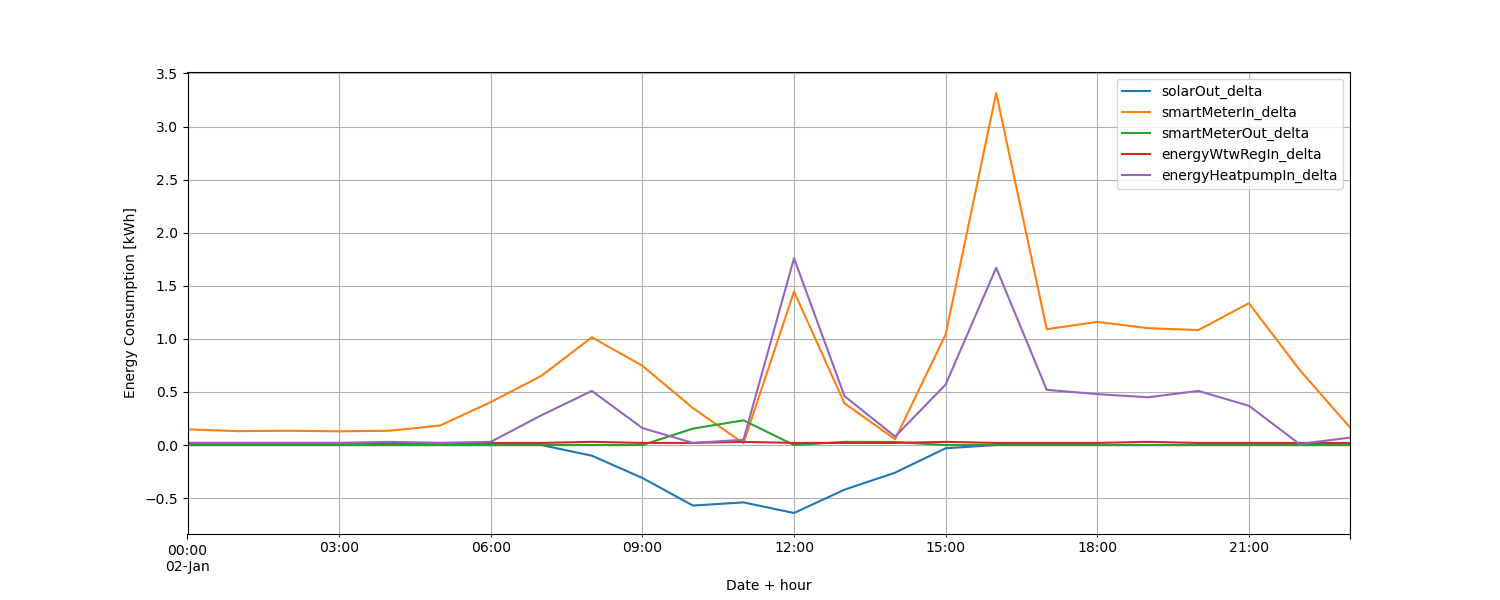 3.5
3.0
2.5
2.0
1.5
1.0
0.5
0.0
−0.5
Energy Consumption [kWh]
solarOut_delta
smartMeterIn_delta
smartMeterOut_delta
energyWtwRegIn_delta
energyHeatpumpIn_delta
00:00
02-Jan
03:00
06:00
09:00
12:00
15:00
18:00
21:00
Date + hour